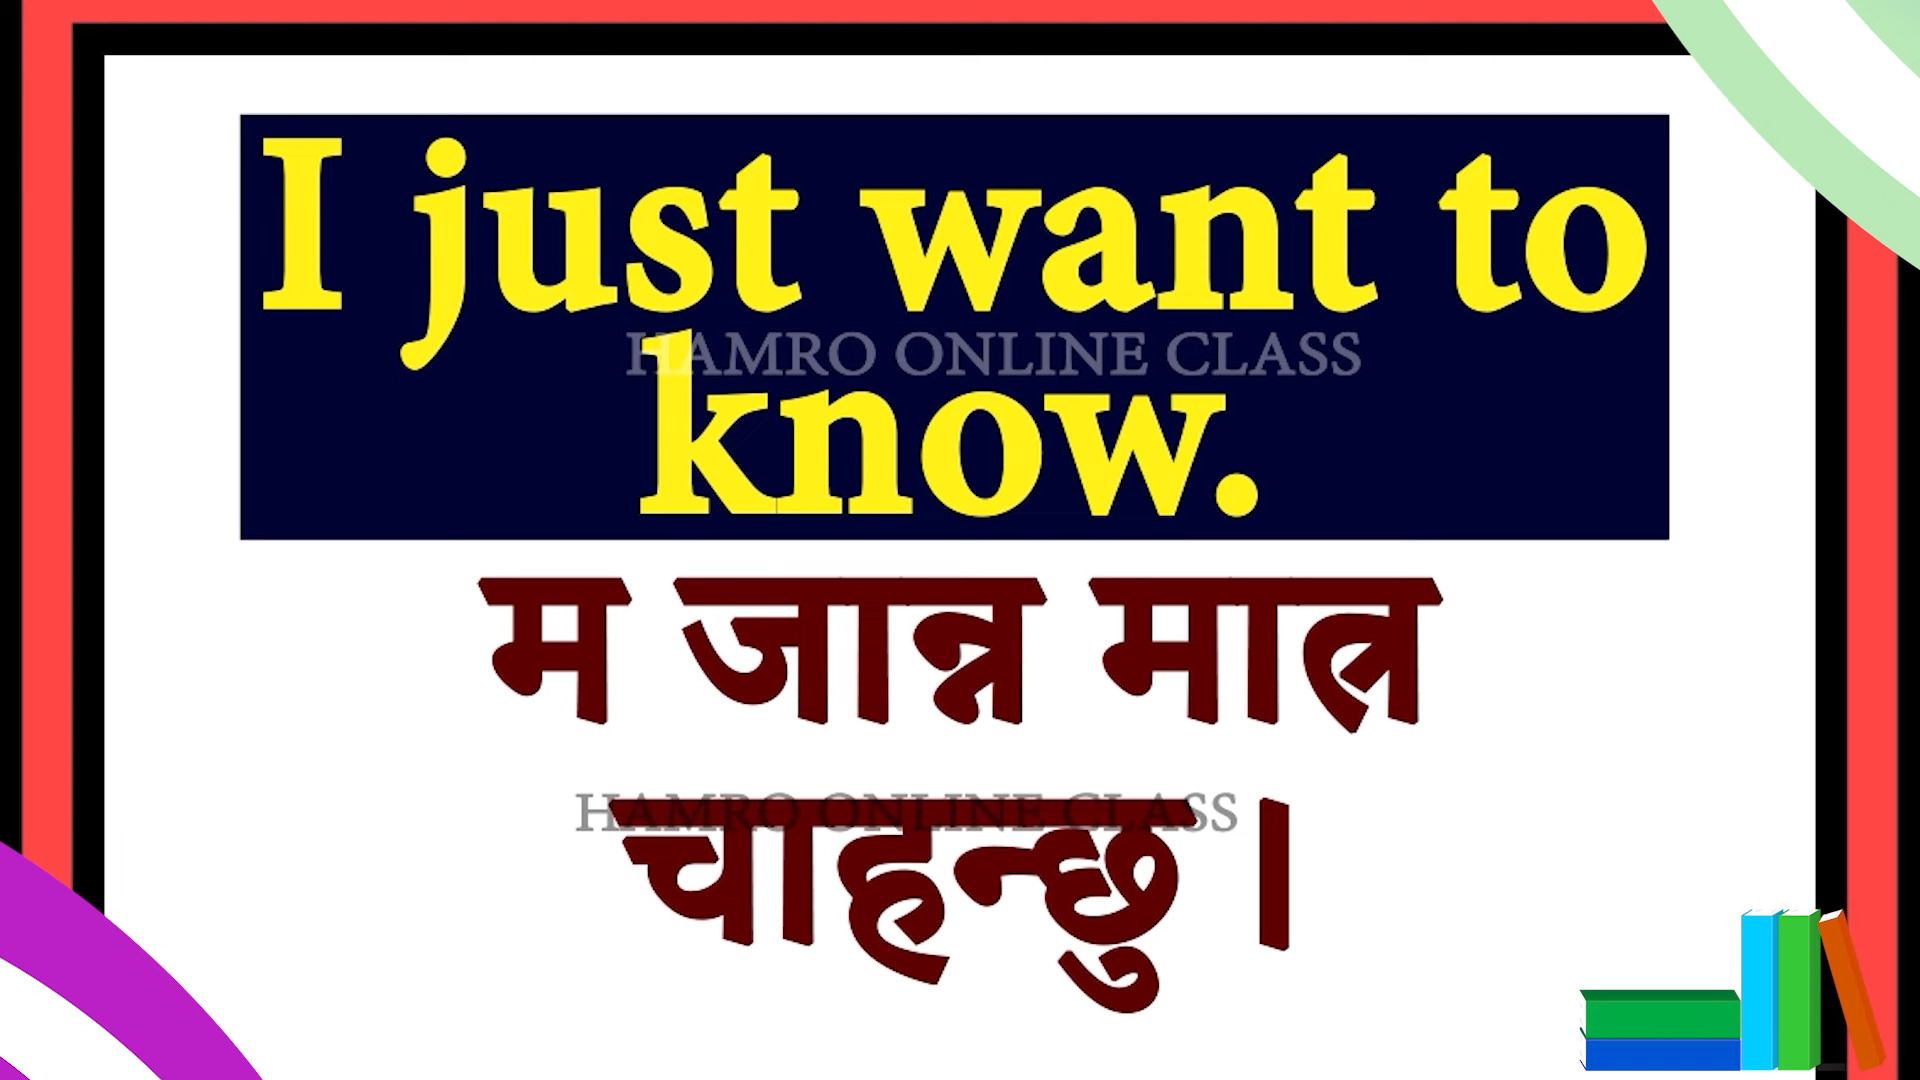 I just want to
HAMRO ONLINE CLASS
know.
म जान्न मात्र
HAMRO ONLINE CLASS
चाहन्छु ।